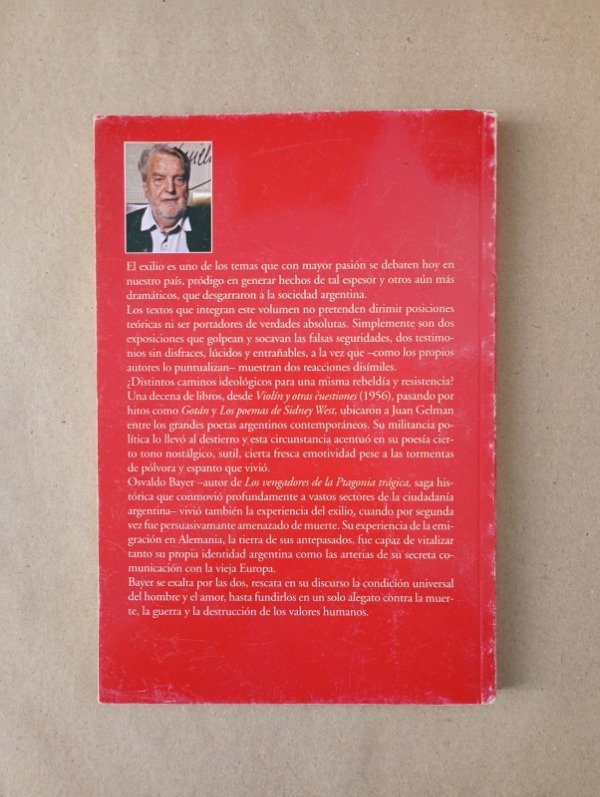 El exilio es uno de los temas que con mayor pasión se debaten hoy en
nuestro país, pródigo en generar hechos de tal espesor y otros aún más
dramáticos, que desgarraron a la sociedad argentina.
Los textos que integran este volumen no pretenden dirimir posiciones
teóricas ni ser portadores de verdades absolutas. Simplemente son dos
exposiciones que golpean y socavan las falsas seguridades, dos testimo-
nios sin disfraces, lúcidos y entrañables, a la vez que –como los propios
autores lo puntualizan– muestran dos reacciones disímiles.
¿Distintos caminos ideológicos para una misma rebeldía y resistencia?
Una decena de libros, desde Violín y otras cuestiones (1956), pasando por
hitos como Gotán y Los poemas de Sidney West, ubicaron a Juan Gelman
entre los grandes poetas argentinos contemporáneos. Su militancia po-
lítica lo llevó al destierro y esta circunstancia acentuó en su poesía cier-
to tono nostálgico, sutil, cierta fresca emotividad pese a las tormentas
de pólvora y espanto que vivió.
Osvaldo Bayer –autor de Los vengadores de la Ptagonia trágica, saga his-
tórica que conmovió profundamente a vastos sectores de la ciudadanía
argentina– vivió también la experiencia del exilio, cuando por segunda
vez fue persuasivamente amenazado de muerte. Su experiencia de la emi-
gración en Alemania, la tierra de sus antepasados, fue capaz de vitalizar
tanto su propia identidad argentina como las arterias de su secreta co-
municación con la vieja Europa.
Bayer se exalta por las dos, rescata en su discurso la condición universal
del hombre y el amor, hasta fundirlos en un solo alegato contra la muer-
te, la guerra y la destrucción de los valores humanos.